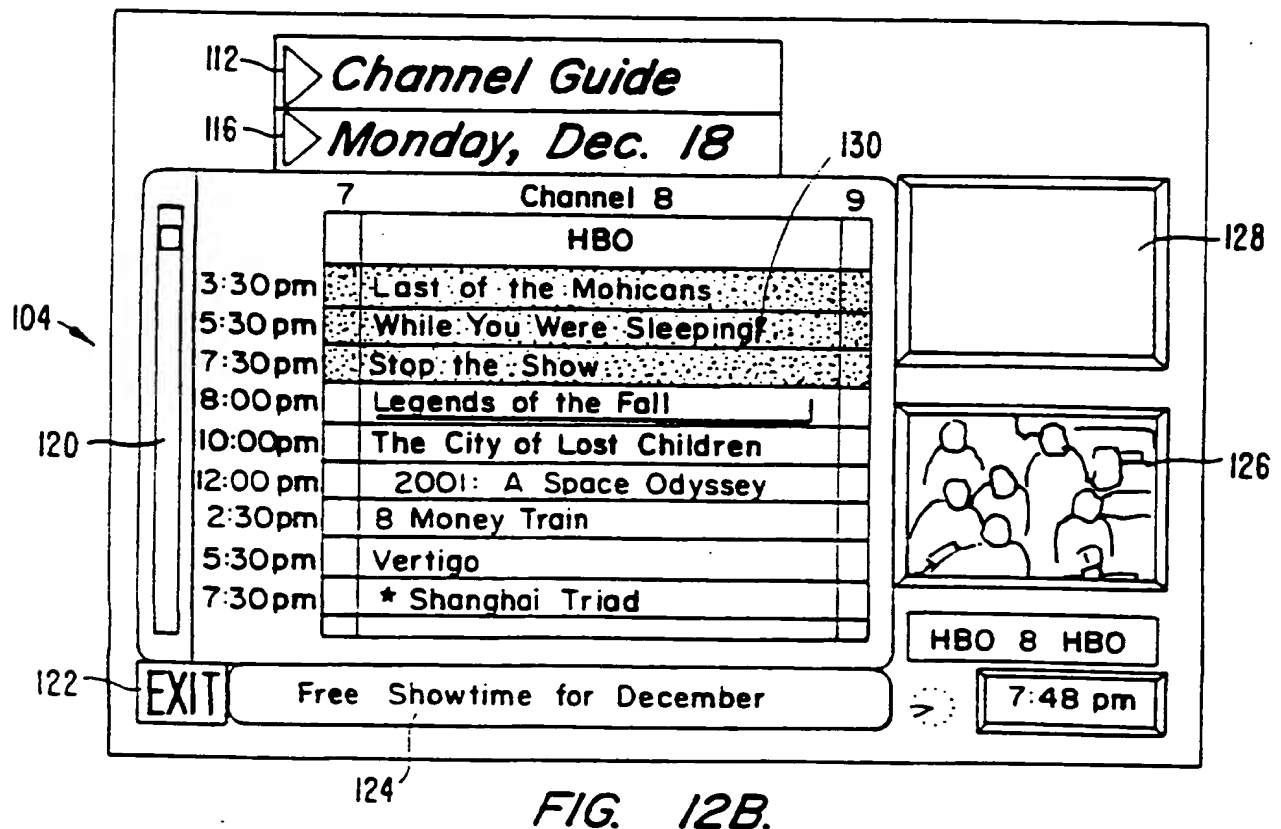 112
Channel Guide
116
Monday, Dec. 18
130
7 Channel 8 9
HBO
3:30pm Last of the Mohicans
5:30pm While You Were Sleeping
7:30pm Stop the Show
8:00pm Legends of the Fall
10:00pm The City of Lost Children
12:00 pm 2001: A Space Odyssey
2:30pm 8 Money Train
5:30pm Vertigo
7:30pm * Shanghai Triad
104
120
128
126
HBO 8 HBO
122
EXIT
Free Showtime for December
7:48 pm
124
FIG. 12B.